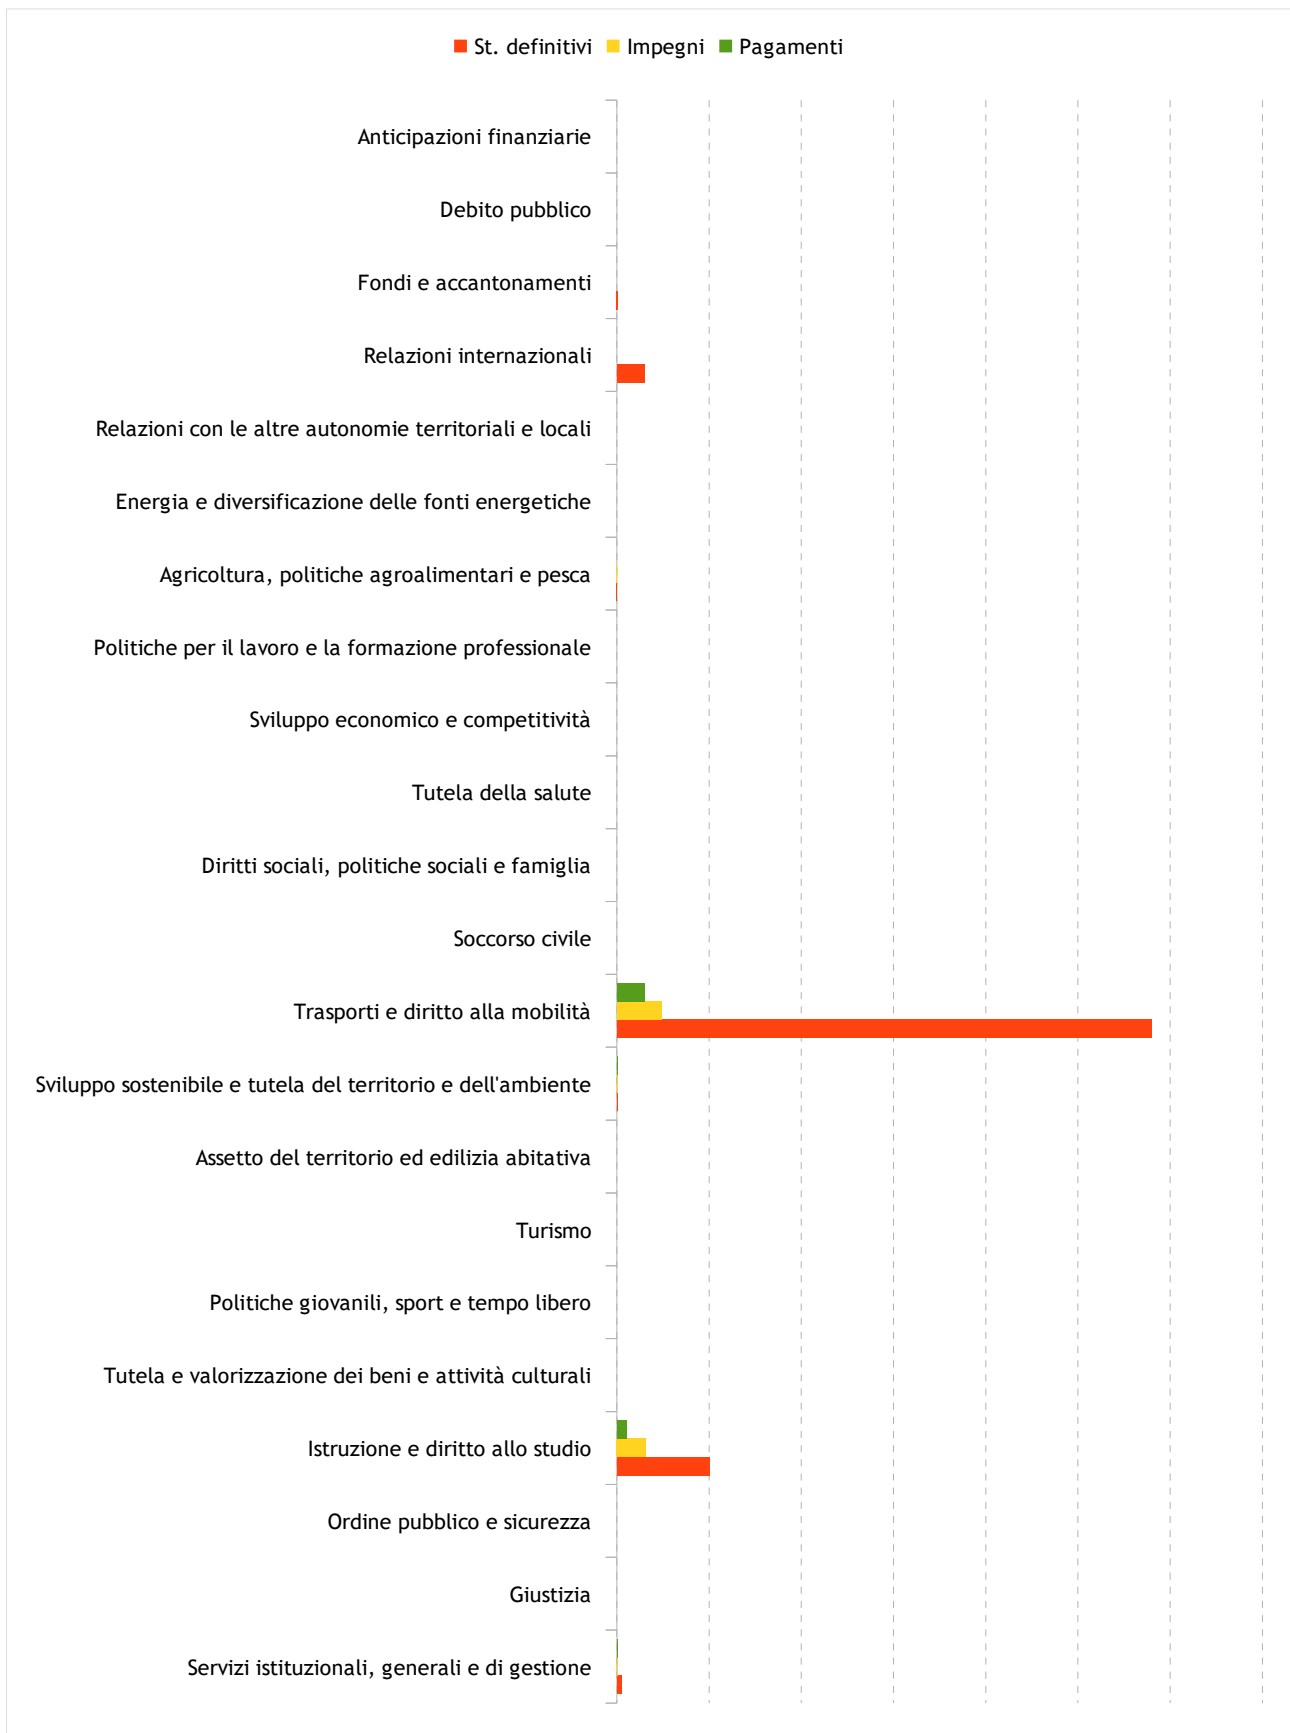 St. definitivi Impegni Pagamenti
Anticipazioni finanziarie
Debito pubblico
Fondi e accantonamenti
Relazioni internazionali
Relazioni con le altre autonomie territoriali e locali
Energia e diversificazione delle fonti energetiche
Agricoltura, politiche agroalimentari e pesca
Politiche per il lavoro e la formazione professionale
Sviluppo economico e competitività
Tutela della salute
Diritti sociali, politiche sociali e famiglia
Soccorso civile
Trasporti e diritto alla mobilità
Sviluppo sostenibile e tutela del territorio e dell'ambiente
Assetto del territorio ed edilizia abitativa
Turismo
Politiche giovanili, sport e tempo libero
Tutela e valorizzazione dei beni e attività culturali
Istruzione e diritto allo studio
Ordine pubblico e sicurezza
Giustizia
Servizi istituzionali, generali e di gestione